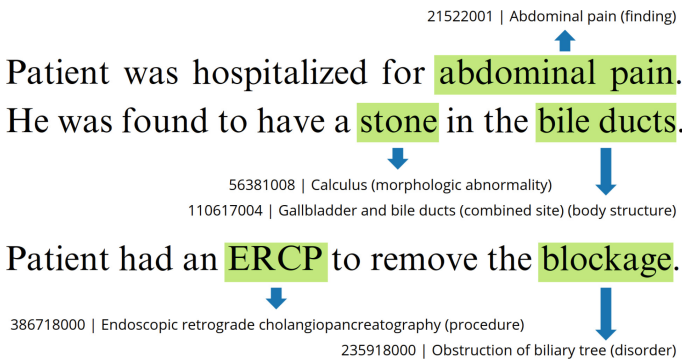 21522001 | Abdominal pain (finding)
Patient was hospitalized for abdominal pain.
He was found to have a stone in the bile ducts.
56381008 | Calculus (morphologic abnormality)
110617004 | Gallbladder and bile ducts (combined site) (body structure)
Patient had an ERCP to remove the blockage.
386718000 | Endoscopic retrograde cholangiopancreatography (procedure)
235918000 | Obstruction of biliary tree (disorder)